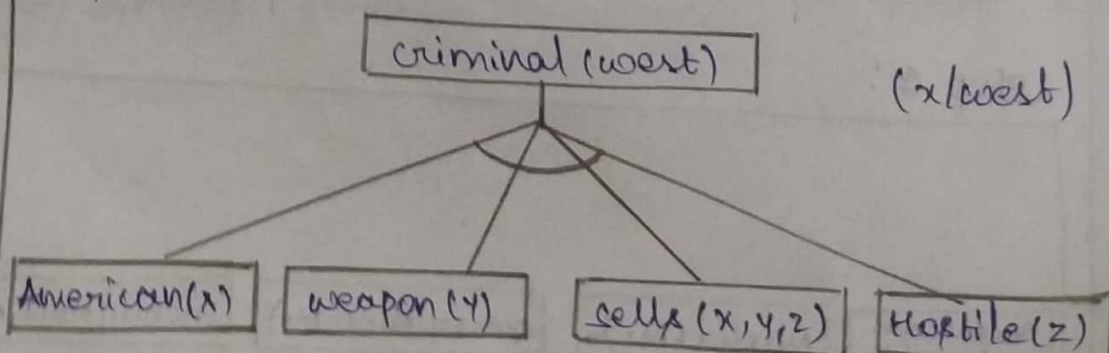 criminal (west)
(x/west)
American(x)
weapon (y)
sells (x,y,z)
Hostile(z)